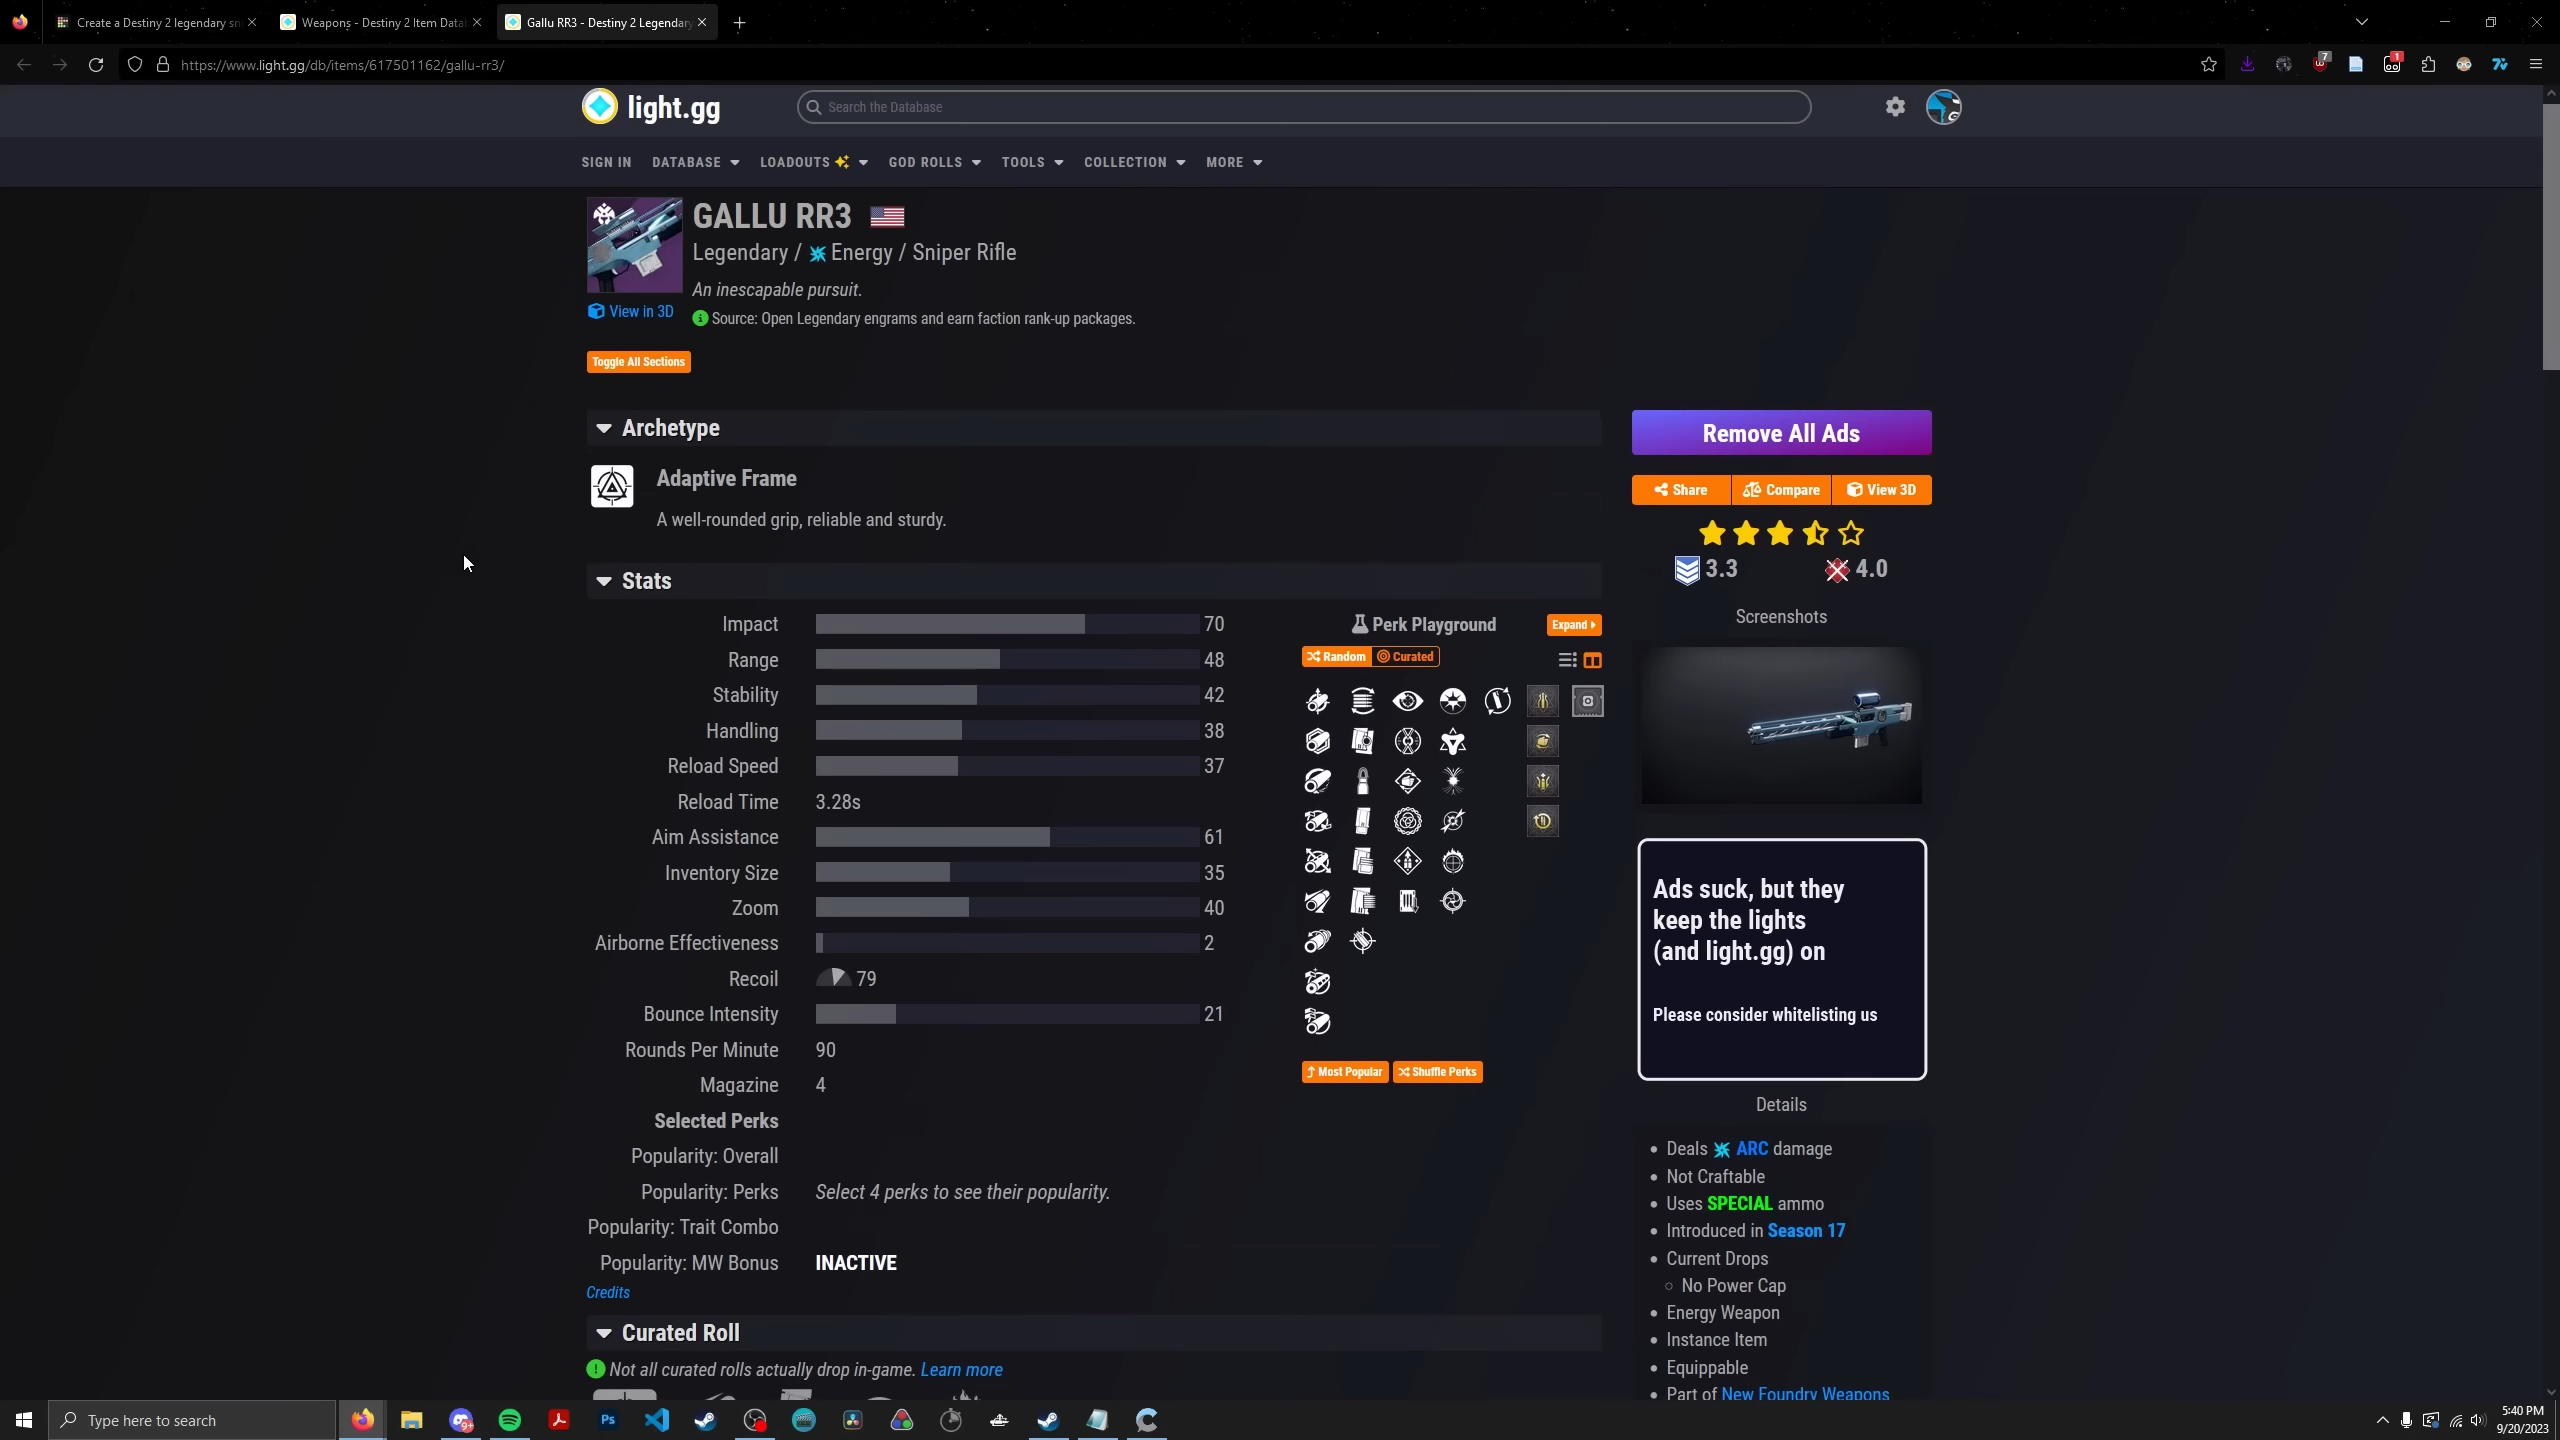 Create a Destiny 2 legendary sn
Weapons - Destiny 2 Item Data
Gallu RR3 - Destiny 2 Legendary
https://www.light.gg/db/items/617501162/gallu-rr3/
7
1
light.gg
Search the Database
SIGN IN DATABASE LOADOUTS GOD ROLLS TOOLS COLLECTION MORE
GALLU RR3
Legendary / Energy / Sniper Rifle
An inescapable pursuit.
View in 3D
Source: Open Legendary engrams and earn faction rank-up packages.
Toggle All Sections
Archetype
Adaptive Frame
A well-rounded grip, reliable and sturdy.
Stats
Impact 70
Range 48
Stability 42
Handling 38
Reload Speed 37
Reload Time 3.28s
Aim Assistance 61
Inventory Size 35
Zoom 40
Airborne Effectiveness 2
Recoil 79
Bounce Intensity 21
Rounds Per Minute 90
Magazine 4
Selected Perks
Popularity: Overall
Popularity: Perks Select 4 perks to see their popularity.
Popularity: Trait Combo
Popularity: MW Bonus INACTIVE
Credits
Perk Playground
Expand
Random Curated
Most Popular Shuffle Perks
Curated Roll
Not all curated rolls actually drop in-game. Learn more
Remove All Ads
Share Compare View 3D
3.3 4.0
Screenshots
Ads suck, but they
keep the lights
(and light.gg) on
Please consider whitelisting us
Details
Deals ARC damage
Not Craftable
Uses SPECIAL ammo
Introduced in Season 17
Current Drops
No Power Cap
Energy Weapon
Instance Item
Equippable
Part of New Foundry Weapons
Type here to search
Ps
5:40 PM
9/20/2023